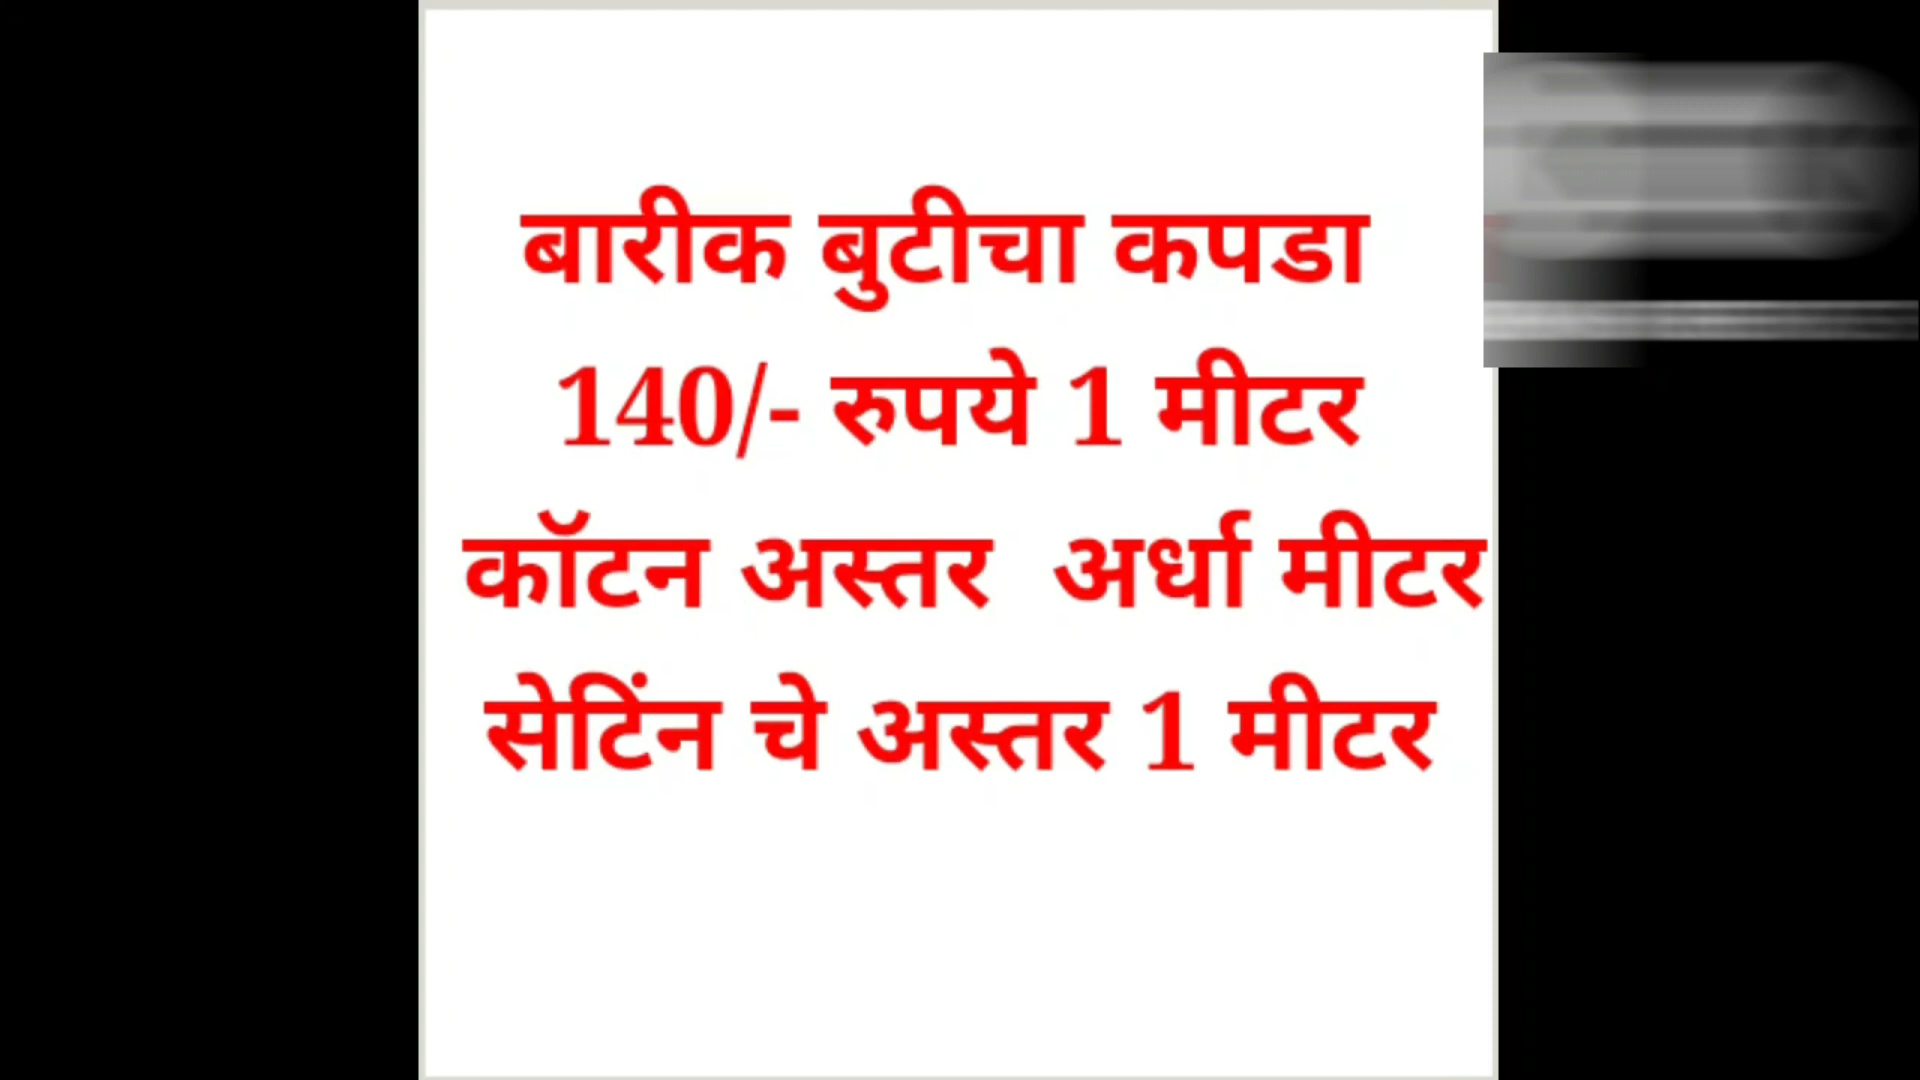 बारीक बुटीचा कपडा
140/- रुपये 1 मीटर
कॉटन अस्तर अर्धा मीटर
सेटिंन चे अस्तर 1 मीटर